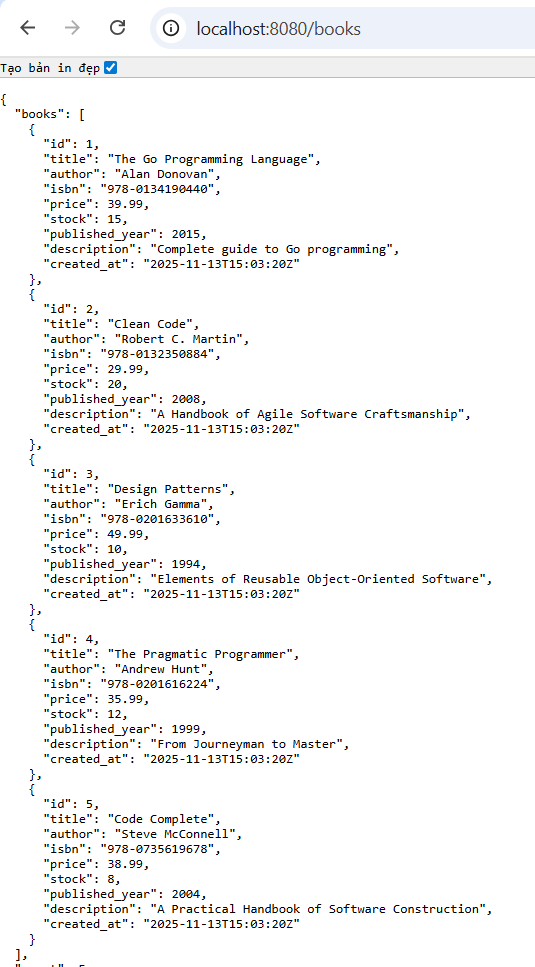 localhost:8080/books
Tạo bản in đẹp
{
  "books": [
    {
      "id": 1,
      "title": "The Go Programming Language",
      "author": "Alan Donovan",
      "isbn": "978-0134190440",
      "price": 39.99,
      "stock": 15,
      "published_year": 2015,
      "description": "Complete guide to Go programming",
      "created_at": "2025-11-13T15:03:20Z"
    },
    {
      "id": 2,
      "title": "Clean Code",
      "author": "Robert C. Martin",
      "isbn": "978-0132350884",
      "price": 29.99,
      "stock": 20,
      "published_year": 2008,
      "description": "A Handbook of Agile Software Craftsmanship",
      "created_at": "2025-11-13T15:03:20Z"
    },
    {
      "id": 3,
      "title": "Design Patterns",
      "author": "Erich Gamma",
      "isbn": "978-0201633610",
      "price": 49.99,
      "stock": 10,
      "published_year": 1994,
      "description": "Elements of Reusable Object-Oriented Software",
      "created_at": "2025-11-13T15:03:20Z"
    },
    {
      "id": 4,
      "title": "The Pragmatic Programmer",
      "author": "Andrew Hunt",
      "isbn": "978-0201616224",
      "price": 35.99,
      "stock": 12,
      "published_year": 1999,
      "description": "From Journeyman to Master",
      "created_at": "2025-11-13T15:03:20Z"
    },
    {
      "id": 5,
      "title": "Code Complete",
      "author": "Steve McConnell",
      "isbn": "978-0735619678",
      "price": 38.99,
      "stock": 8,
      "published_year": 2004,
      "description": "A Practical Handbook of Software Construction",
      "created_at": "2025-11-13T15:03:20Z"
    }
  ],